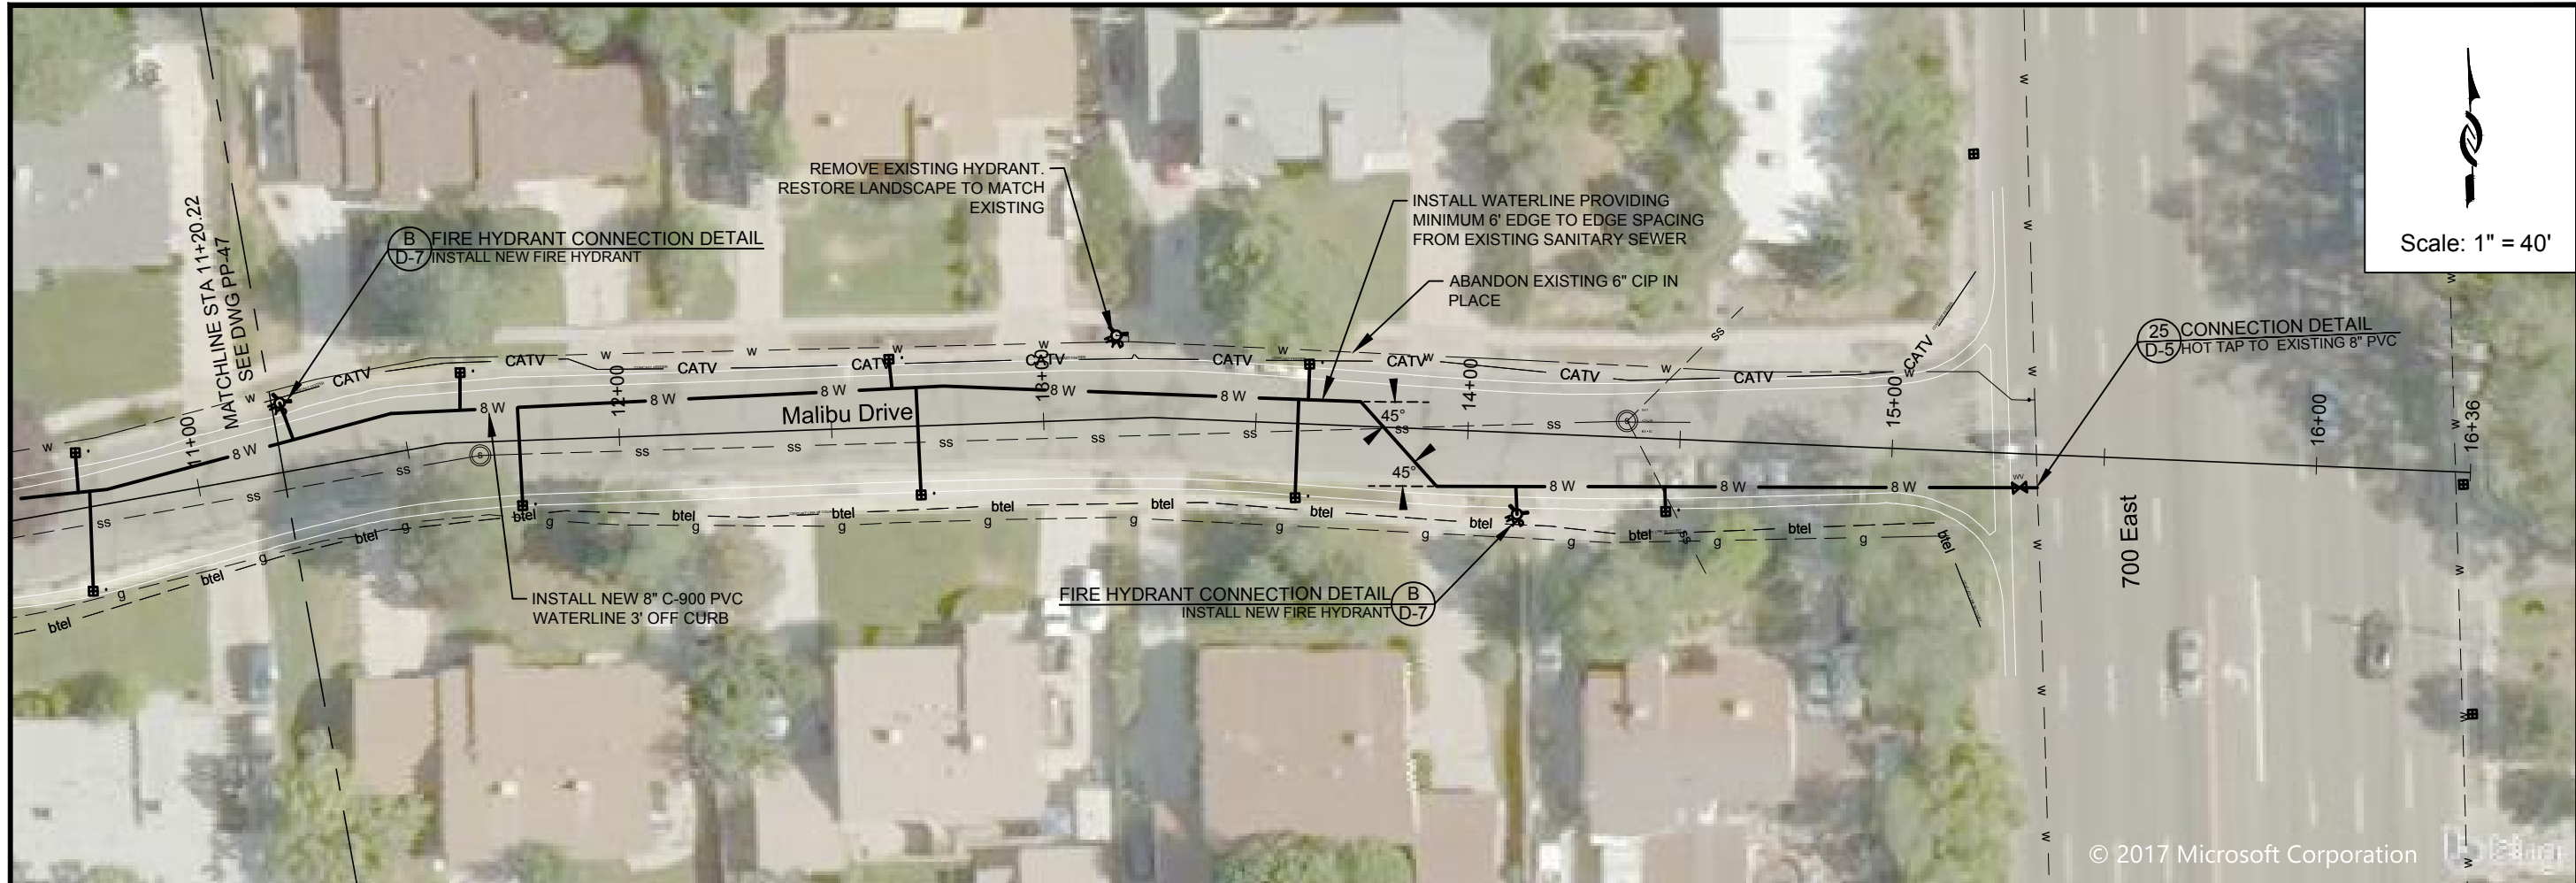 REMOVE EXISTING HYDRANT.
RESTORE LANDSCAPE TO MATCH
EXISTING
INSTALL WATERLINE PROVIDING
MINIMUM 6' EDGE TO EDGE SPACING
FROM EXISTING SANITARY SEWER
ABANDON EXISTING 6" CIP IN
PLACE
Scale: 1" = 40'
MATCHLINE STA 11+20.22
SEE DWG PP-47
B
D-7
FIRE HYDRANT CONNECTION DETAIL
INSTALL NEW FIRE HYDRANT
25
D-5
CONNECTION DETAIL
HOT TAP TO EXISTING 8" PVC
w
w
w
w
w
w
w
w
w
w
CATV
CATV
CATV
CATV
CATV
CATV
CATV
CATV
CATV
CATV
11+00
12+00
13+00
14+00
15+00
16+00
16+36
8 W
8 W
8 W
8 W
8 W
8 W
8 W
8 W
8 W
Malibu Drive
45°
45°
ss
ss
ss
ss
ss
ss
ss
ss
ss
ss
ss
ss
S
S
WV
btel
btel
btel
btel
btel
btel
btel
btel
btel
btel
btel
btel
g
g
g
g
g
g
g
g
g
g
g
g
g
w
w
w
w
w
w
w
w
w
w
w
700 East
INSTALL NEW 8" C-900 PVC
WATERLINE 3' OFF CURB
FIRE HYDRANT CONNECTION DETAIL
INSTALL NEW FIRE HYDRANT
B
D-7
© 2017 Microsoft Corporation